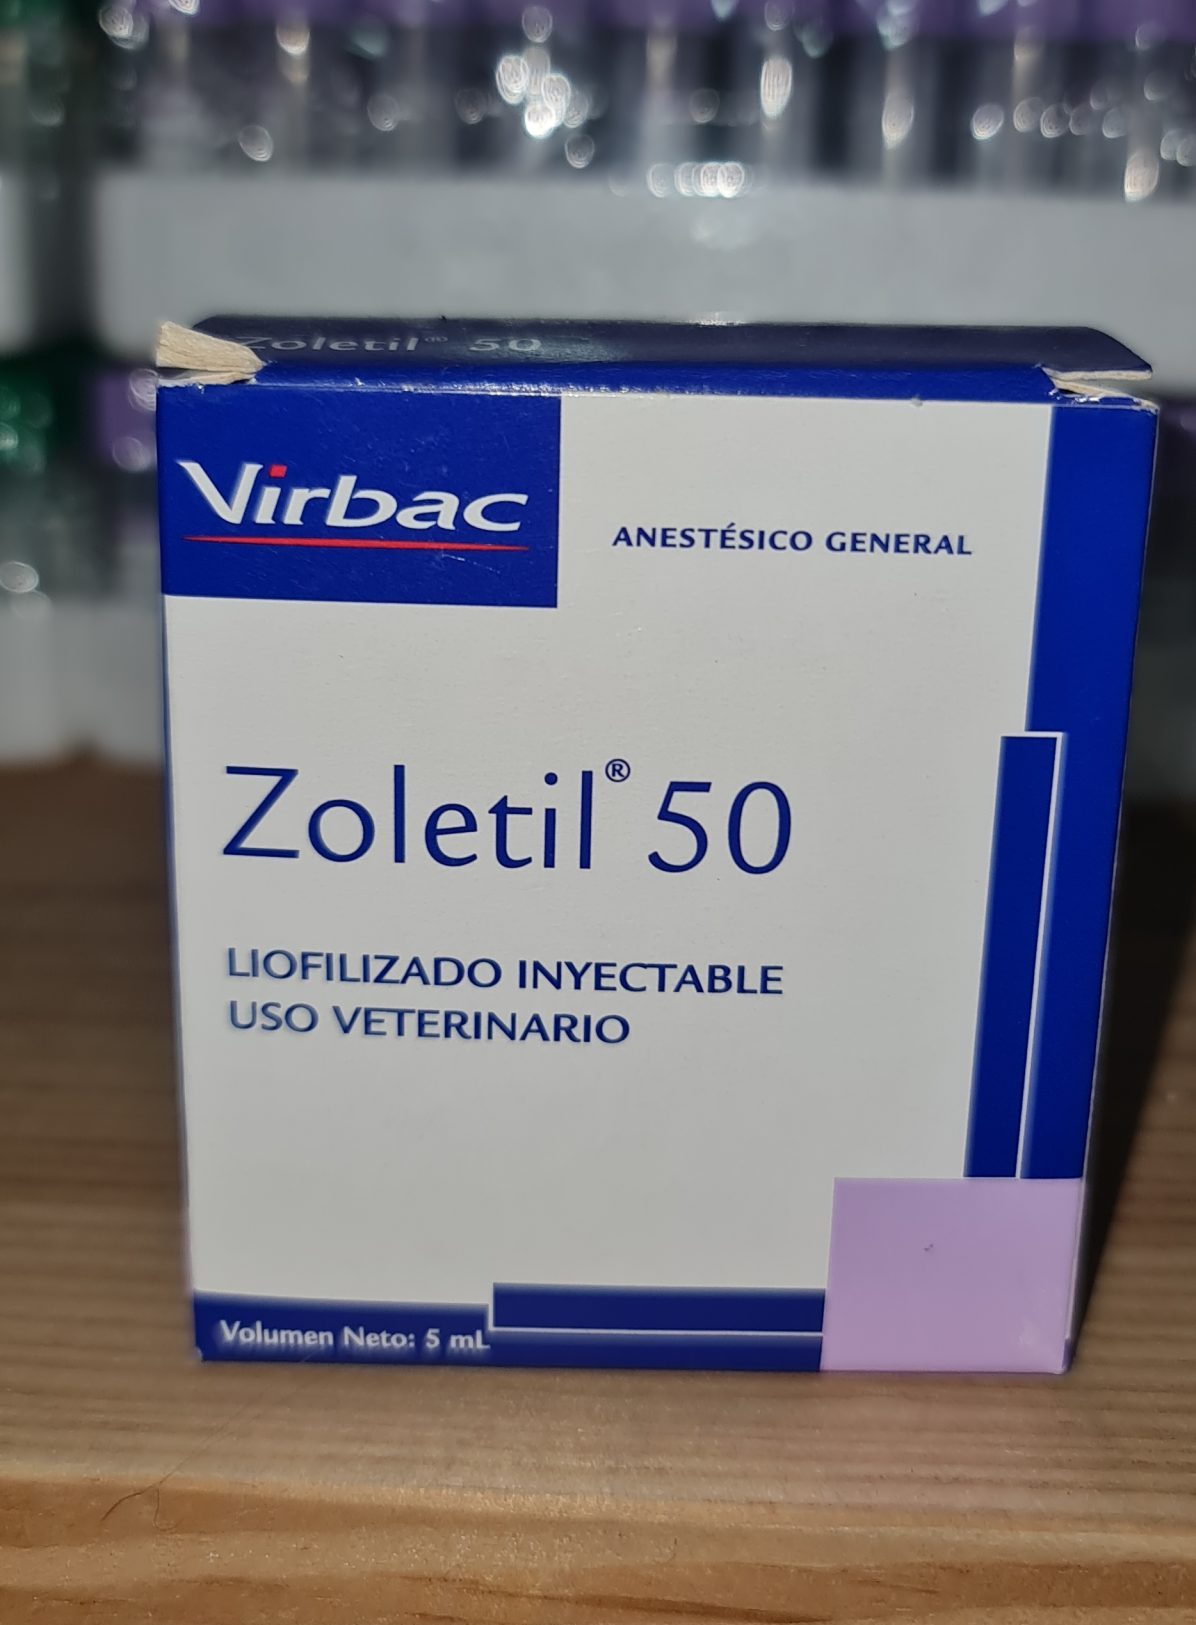 Zoletil® 50
Virbac
ANESTÉSICO GENERAL
Zoletil® 50
LIOFILIZADO INYECTABLE
USO VETERINARIO
Volumen Neto: 5 mL